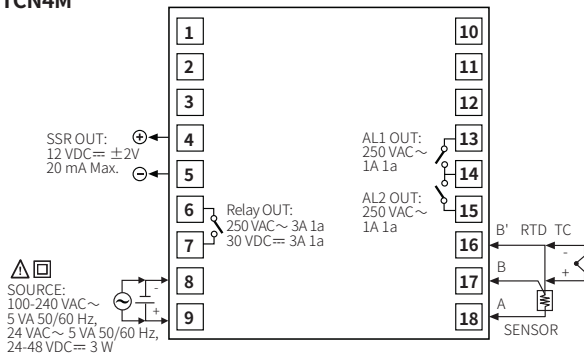 TCN4M
1
10
2
11
3
12
SSR OUT:
12 VDC⎓ ±2V
20 mA Max.
+
4
-
5
AL1 OUT:
250 VAC～
1A 1a
13
14
AL2 OUT:
250 VAC～
1A 1a
15
6
7
Relay OUT:
250 VAC～ 3A 1a
30 VDC⎓ 3A 1a
16
B' RTD TC
-
B
+
17
A
18
SENSOR
SOURCE:
100-240 VAC～
5 VA 50/60 Hz,
24 VAC～ 5 VA 50/60 Hz,
24-48 VDC⎓ 3 W
-
8
+
9